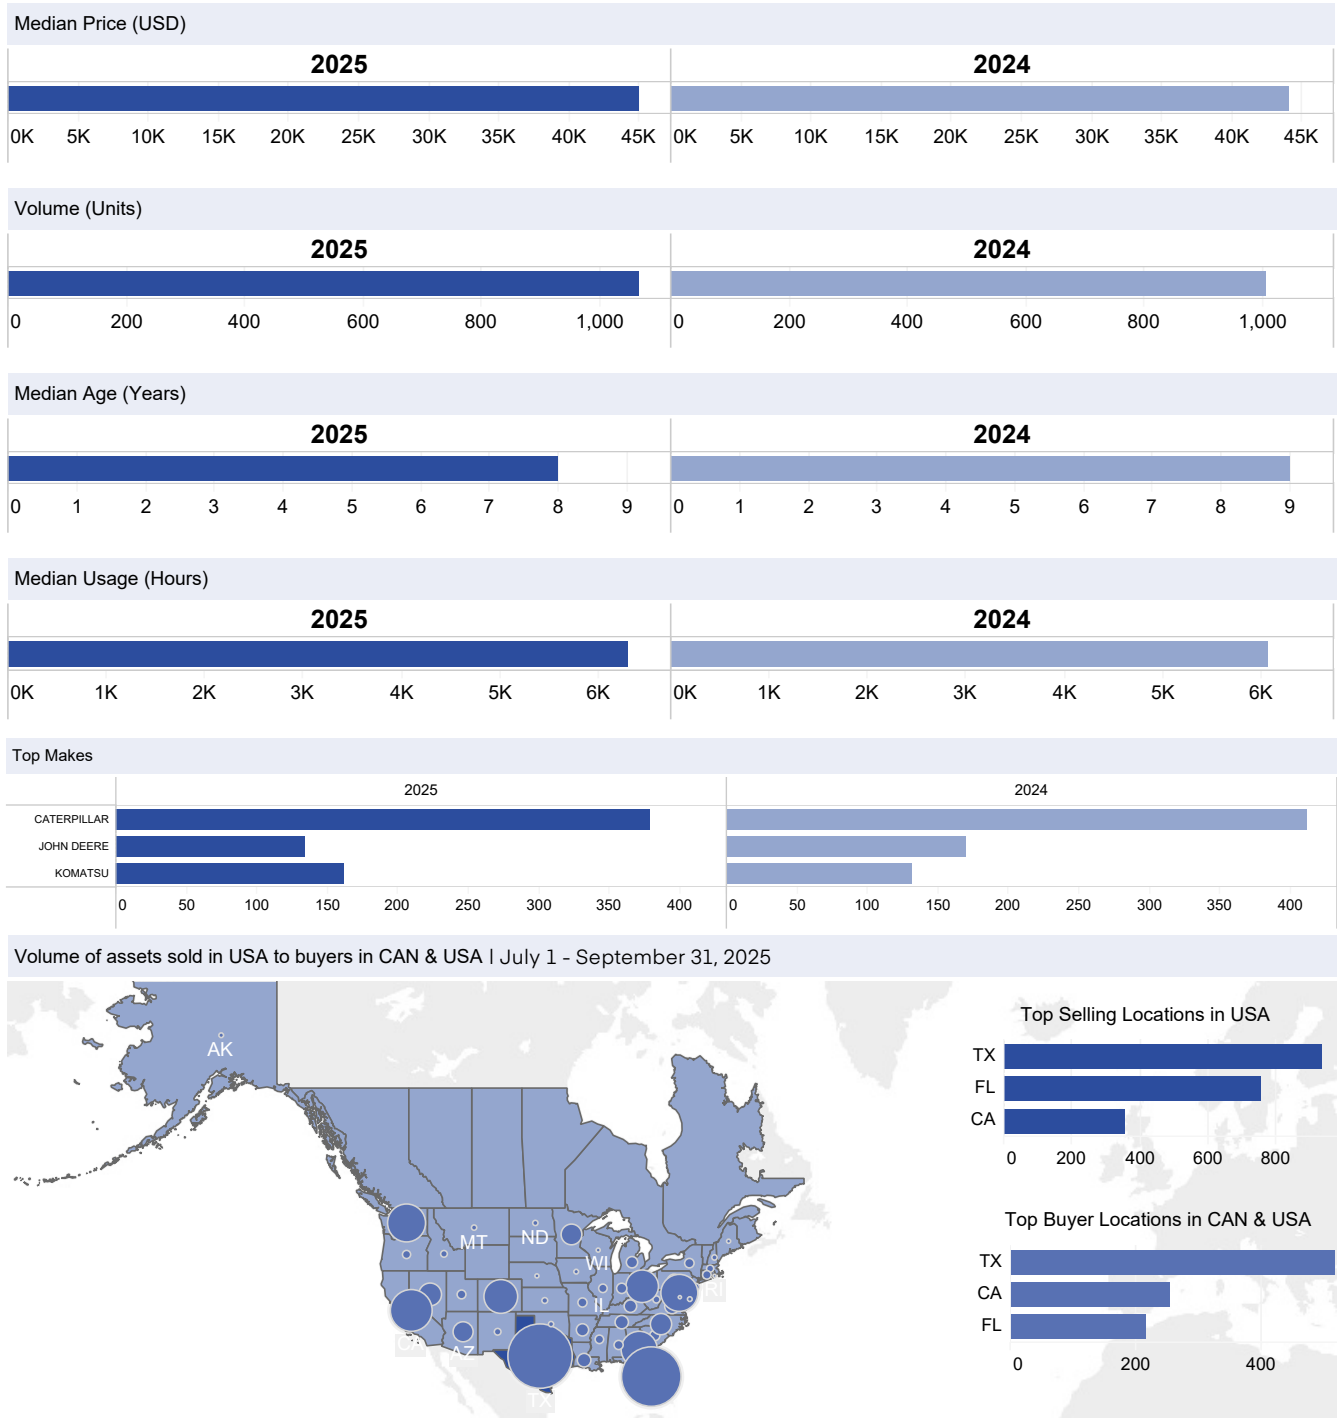 Median Price (USD)
2025 2024
0K 5K 10K 15K 20K 25K 30K 35K 40K 45K 0K 5K 10K 15K 20K 25K 30K 35K 40K 45K
Volume (Units)
2025 2024
0 200 400 600 800 1,000 0 200 400 600 800 1,000
Median Age (Years)
2025 2024
0 1 2 3 4 5 6 7 8 9 0 1 2 3 4 5 6 7 8 9
Median Usage (Hours)
2025 2024
0K 1K 2K 3K 4K 5K 6K 0K 1K 2K 3K 4K 5K 6K
Top Makes
2025 2024
CATERPILLAR
JOHN DEERE
KOMATSU
0 50 100 150 200 250 300 350 400 0 50 100 150 200 250 300 350 400
Volume of assets sold in USA to buyers in CAN & USA | July 1 - September 31, 2025
AK
MT
ND
WI
IL
RI
CA
AZ
TX
Top Selling Locations in USA
TX
FL
CA
0 200 400 600 800
Top Buyer Locations in CAN & USA
TX
CA
FL
0 200 400